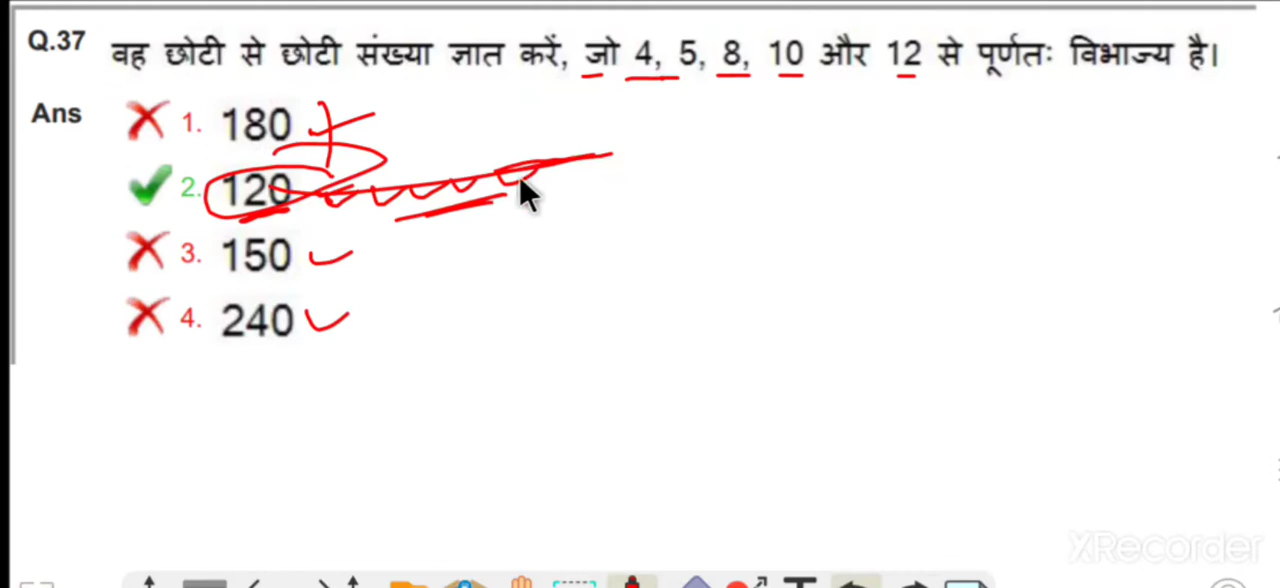 Q.37 वह छोटी से छोटी संख्या ज्ञात करें, जो 4, 5, 8, 10 और 12 से पूर्णतः विभाज्य है।
Ans 1. 180
2. 120
3. 150
4. 240
XRecorder